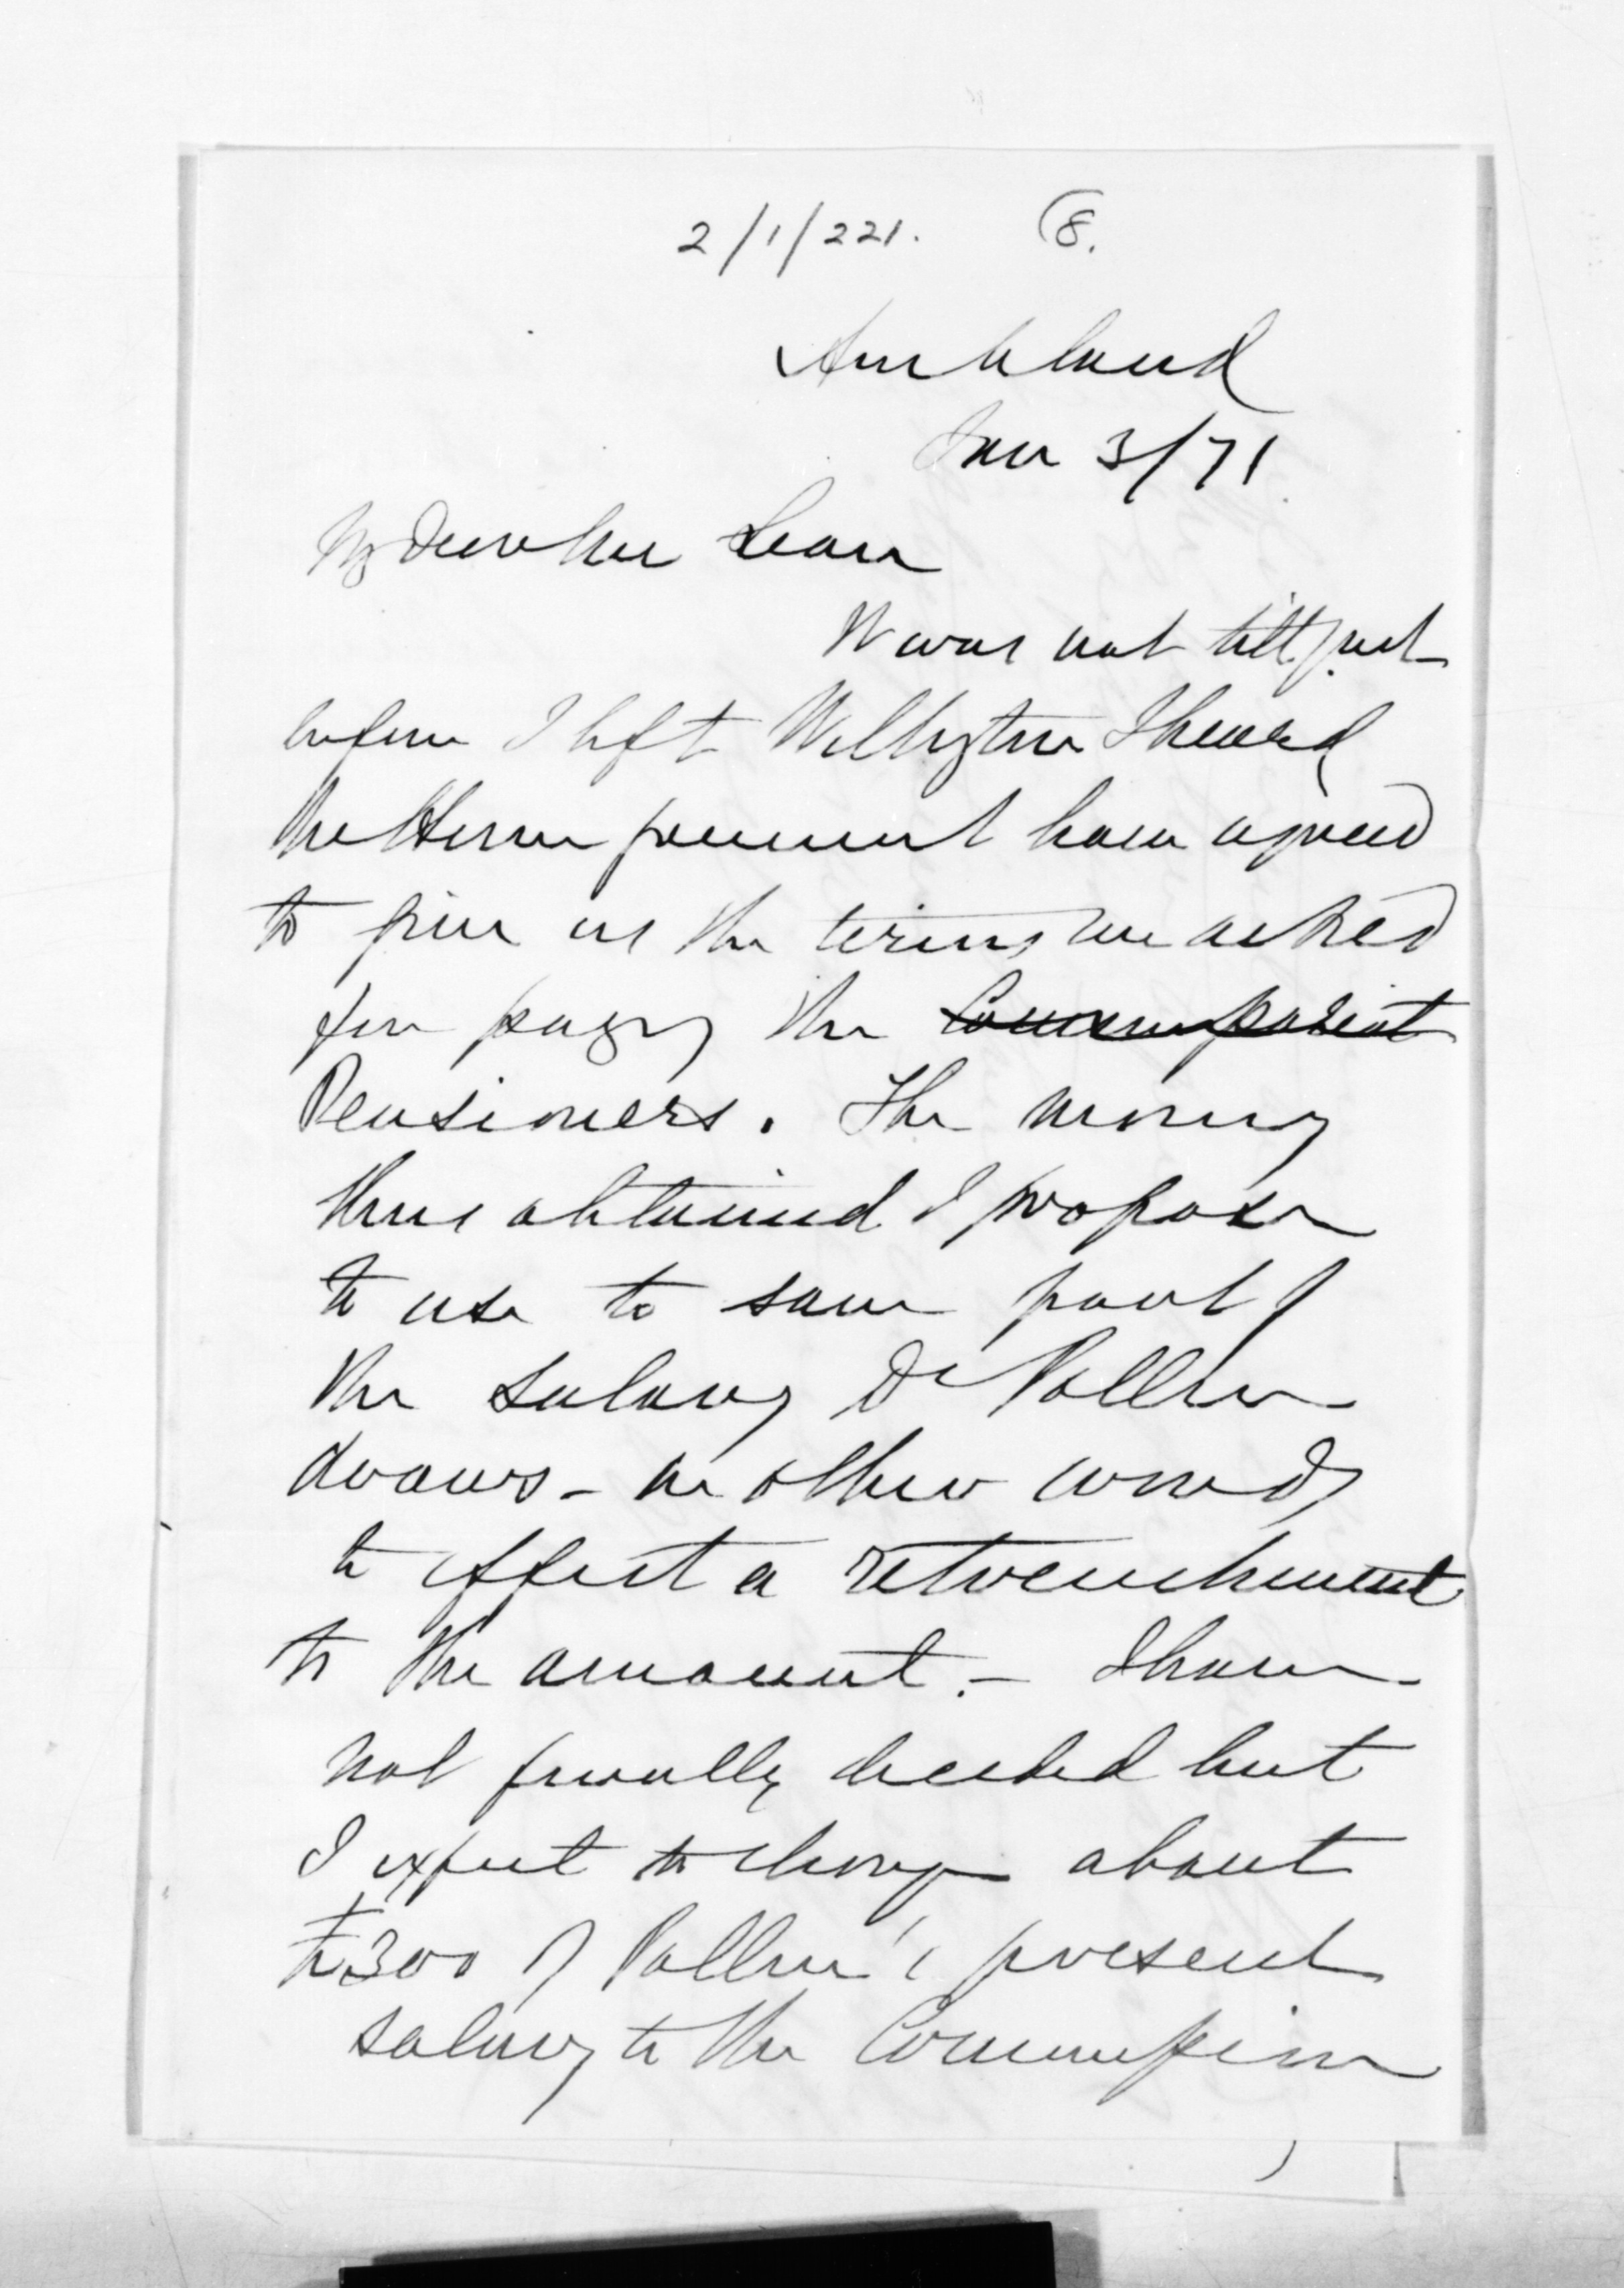 2/1/221. (8.
Auckland
Jan 3/71
My dear McLean
It was not till just
before I left Wellington I heard
the Home government have agreed
to give us the terms we asked
for paying the
Pensioners. The money
thus obtained I propose
to use to save part of
the salary Dr Pollen
draws - in other words
to effect a retrenchment
to the amount. - I have
not finally decided but
I expect to charge about
£300 of Pollen's present
salary to the Commission